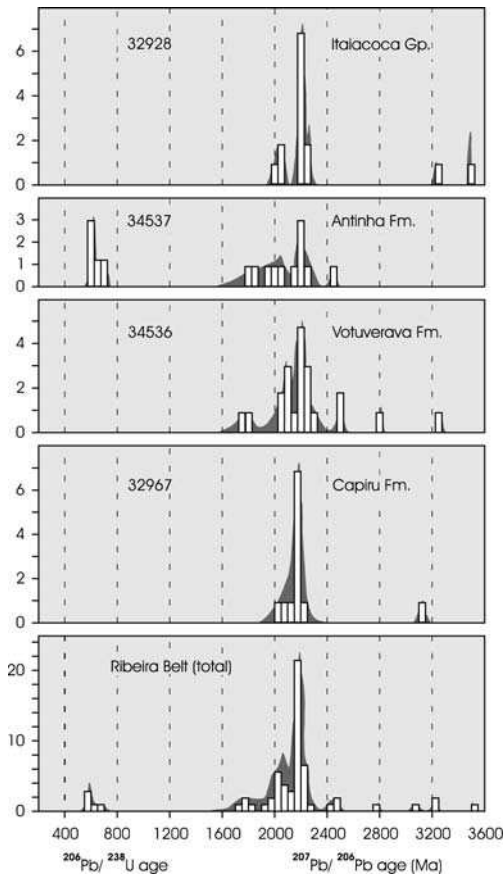 32928 Itaiacoca Gp.
6
4
2
0
34537 Antinha Fm.
3
2
1
0
34536 Votuverava Fm.
4
2
0
32967 Capiru Fm.
6
4
2
0
Ribeira Belt (total)
20
10
0
400 800 1200 1600 2000 2400 2800 3200 3600
206Pb/ 238U age 207Pb/ 206Pb age (Ma)